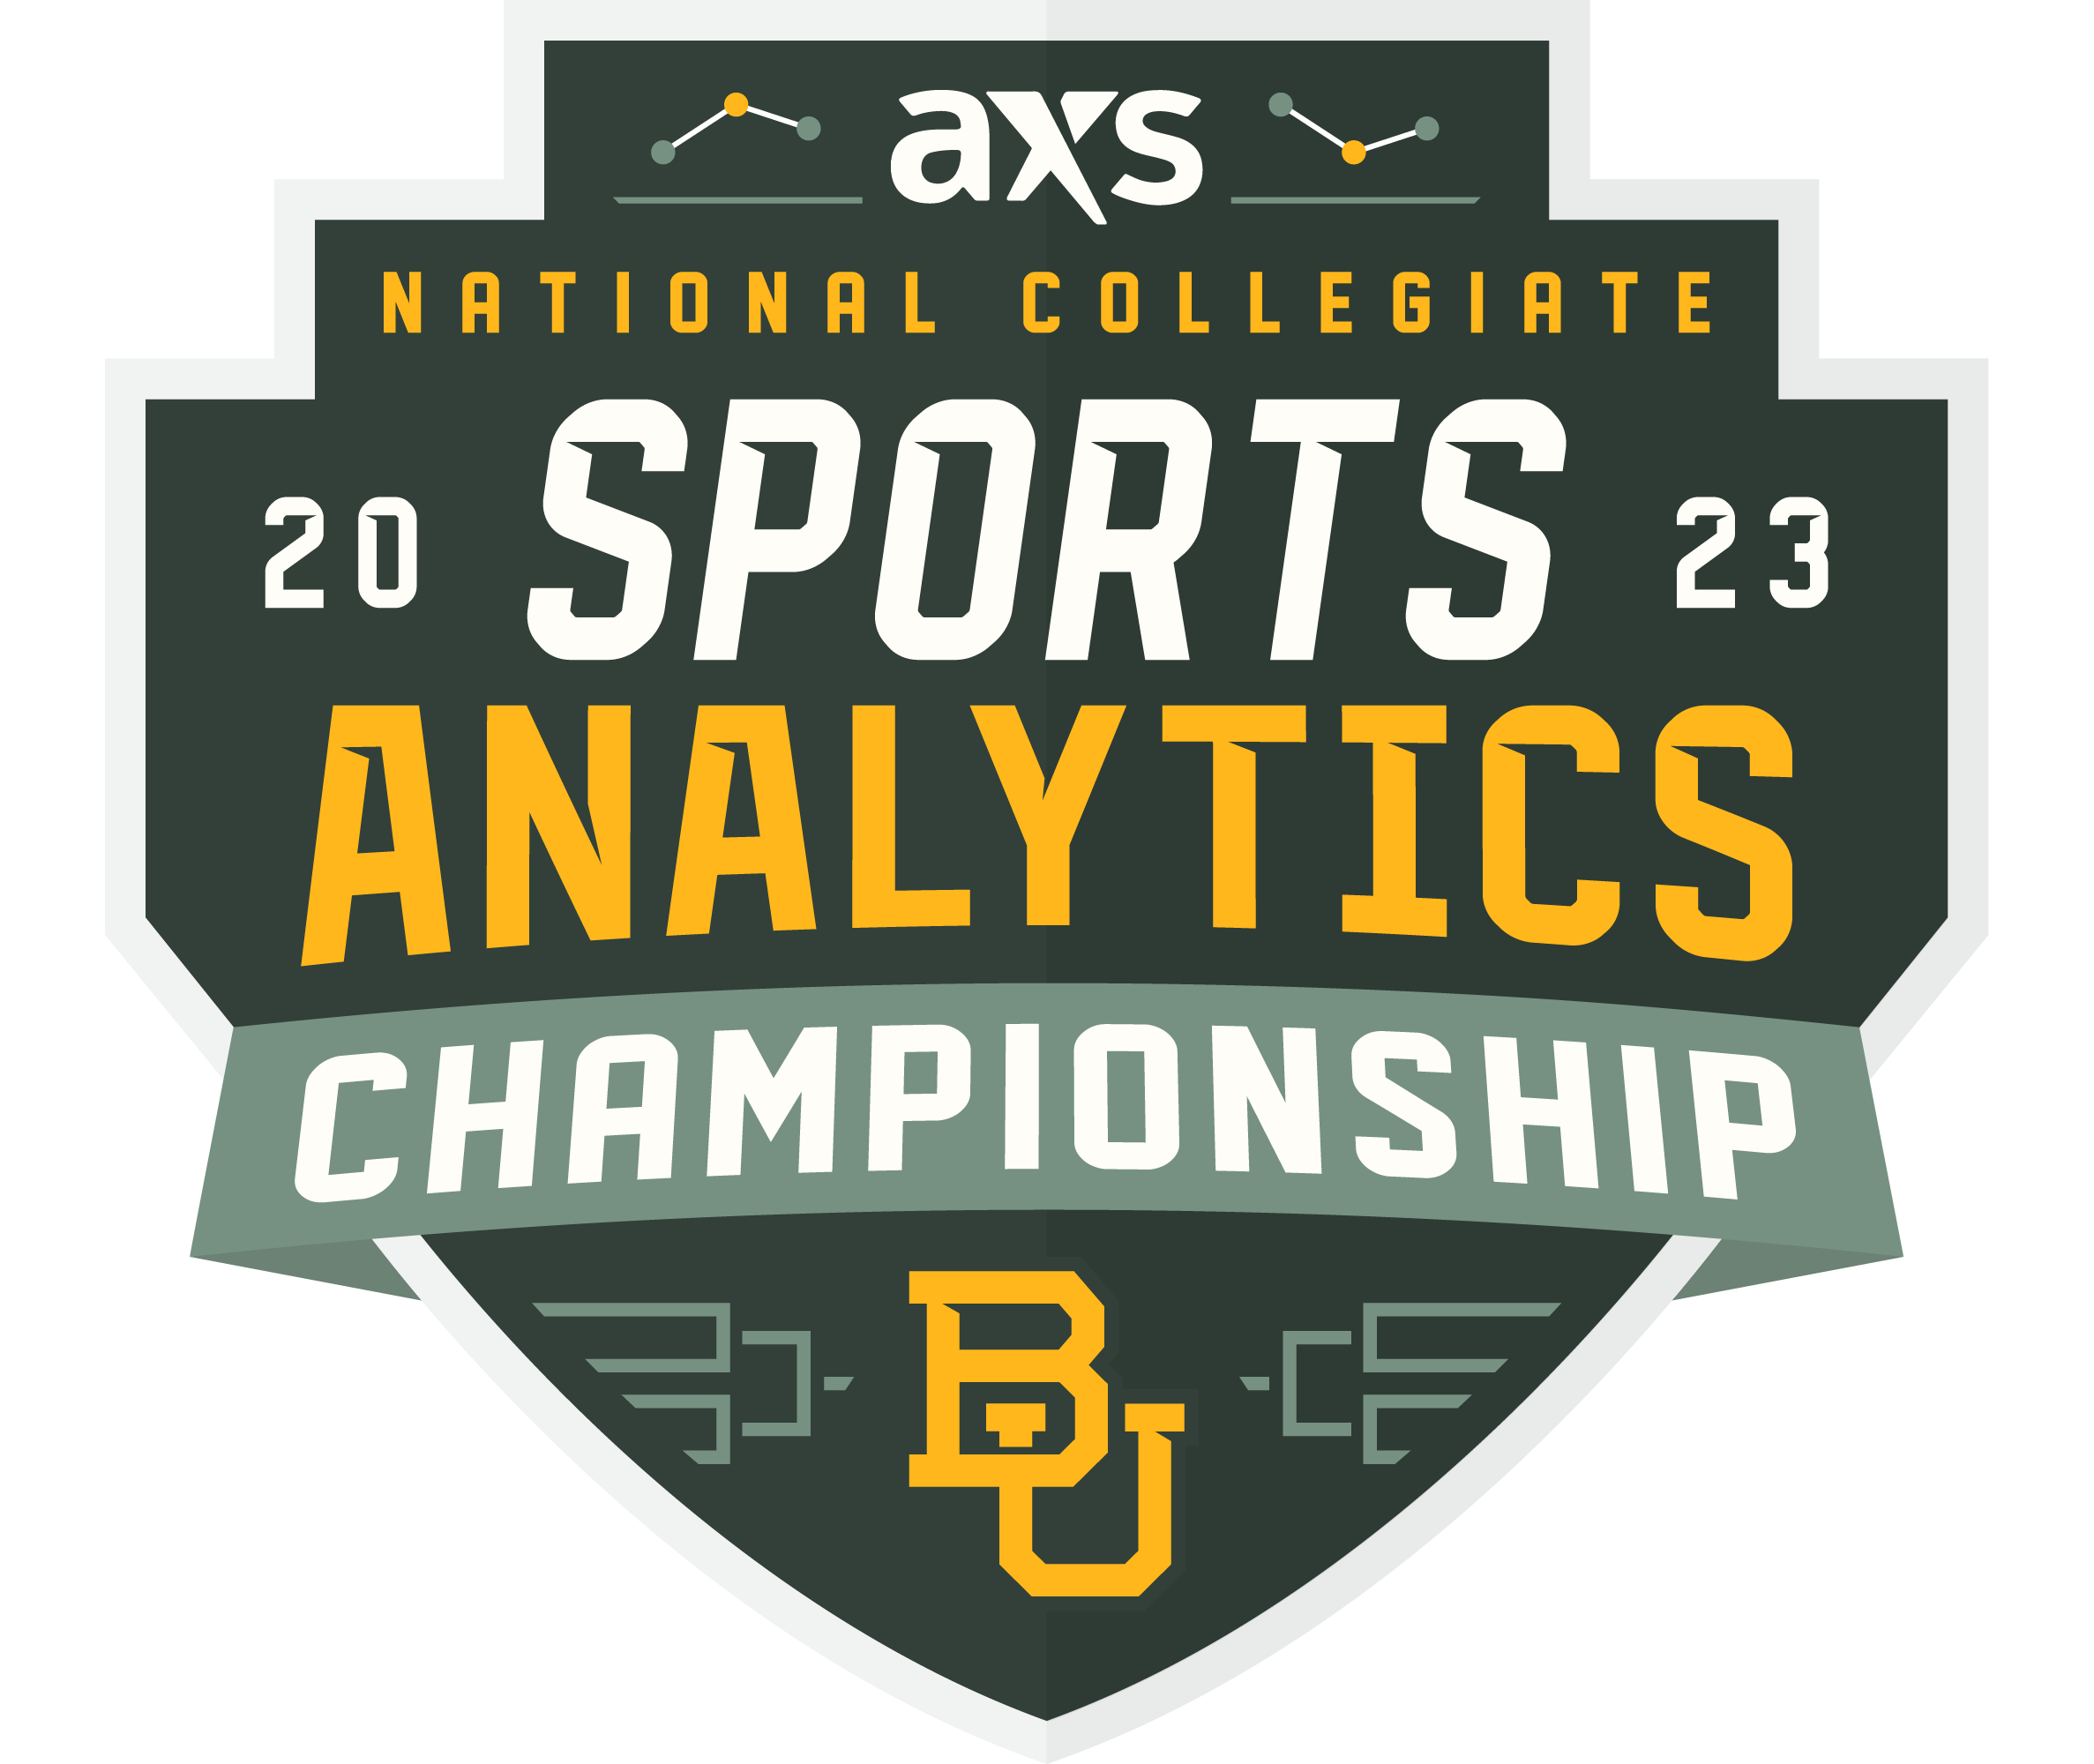 axs
NATIONAL COLLEGIATE
SPORTS
20 23
ANALYTICS
CHAMPIONSHIP
BU